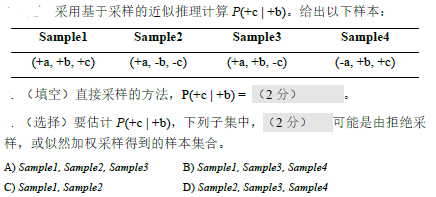 采用基于采样的近似推理计算 P(+c | +b)。给出以下样本：
Sample1 Sample2 Sample3 Sample4
(+a, +b, +c) (+a, -b, -c) (+a, +b, -c) (-a, +b, +c)
. （填空）直接采样的方法，P(+c | +b) = （2 分） 。
. （选择）要估计 P(+c | +b)，下列子集中，（2 分） 可能是由拒绝采
样，或似然加权采样得到的样本集合。
A) Sample1, Sample2, Sample3 B) Sample1, Sample3, Sample4
C) Sample1, Sample2 D) Sample2, Sample3, Sample4